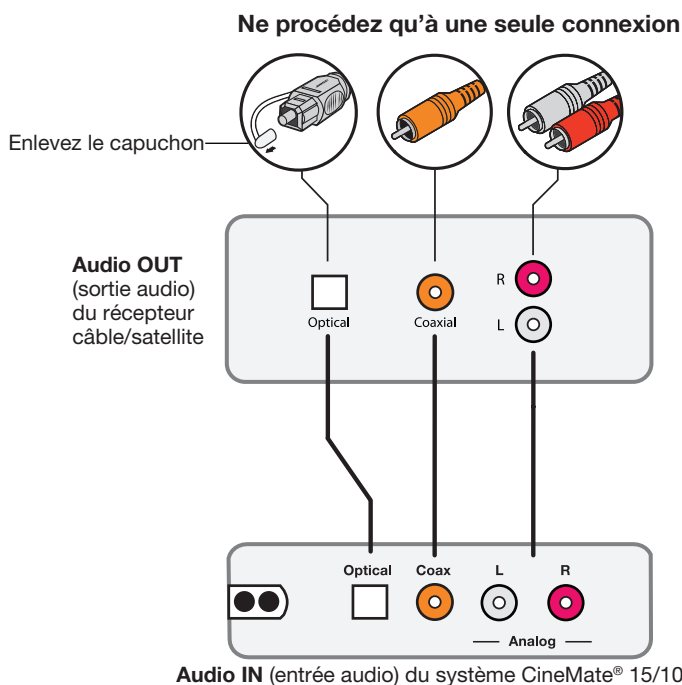 Ne procédez qu'à une seule connexion
Enlevez le capuchon
Audio OUT
(sortie audio)
du récepteur
câble/satellite
Optical
Coaxial
R
L
Optical
Coax
L
R
Analog
Audio IN (entrée audio) du système CineMate® 15/10